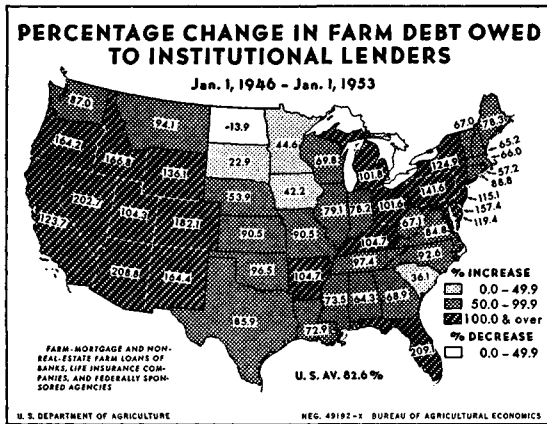 PERCENTAGE CHANGE IN FARM DEBT OWED
TO INSTITUTIONAL LENDERS
Jan. 1, 1946 - Jan. 1, 1953
87.0
94.1
-13.9
44.6
67.0
78.3
164.2
166.8
136.1
22.9
69.8
101.8
124.9
65.2
66.0
57.2
88.8
202.7
53.9
42.2
141.6
115.1
157.4
119.4
123.7
104.3
182.1
79.1
78.2
101.6
67.1
84.8
90.5
90.5
104.7
92.6
208.8
164.4
96.5
104.7
97.4
36.1
85.9
73.5
64.3
68.9
72.9
209.1
% INCREASE
0.0 - 49.9
50.0 - 99.9
100.0 & over
% DECREASE
0.0 - 49.9
FARM-MORTGAGE AND NON-
REAL-ESTATE FARM LOANS OF
BANKS, LIFE INSURANCE COM-
PANIES, AND FEDERALLY SPON-
SORED AGENCIES
U. S. AV. 82.6 %
U. S. DEPARTMENT OF AGRICULTURE
NEG. 49192-X BUREAU OF AGRICULTURAL ECONOMICS